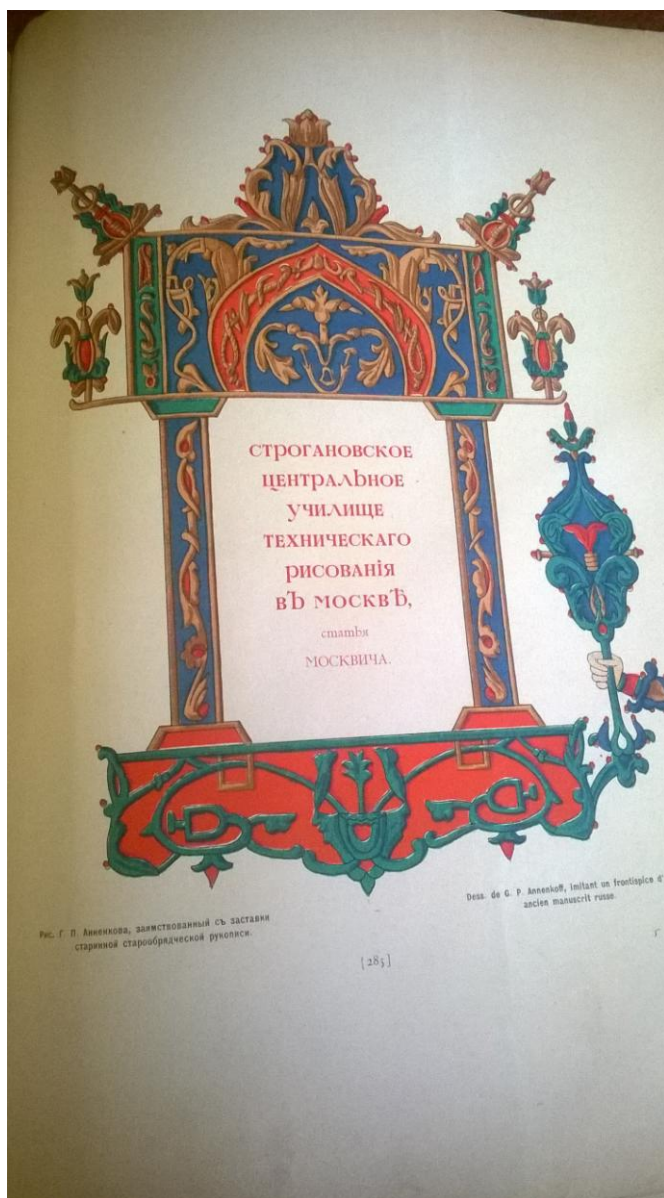 СТРОГАНОВСКОЕ
ЦЕНТРАЛЬНОЕ
УЧИЛИЩЕ
ТЕХНИЧЕСКАГО
РИСОВАНІЯ
ВЪ МОСКВѢ,
статья
МОСКВИЧА.
Рис. Г. П. Анненкова, заимствованный съ заставки
старинной старообрядческой рукописи.
Dess. de G. P. Annenkoff, imitant un frontispice d'
ancien manuscrit russe.
[285]